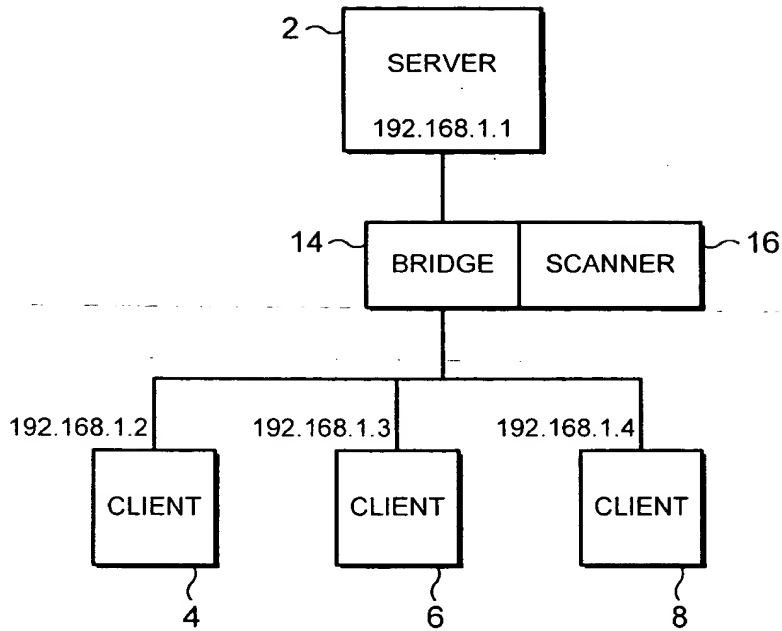 2
SERVER
192.168.1.1
14
BRIDGE
SCANNER
16
192.168.1.2
192.168.1.3
192.168.1.4
CLIENT
CLIENT
CLIENT
4
6
8